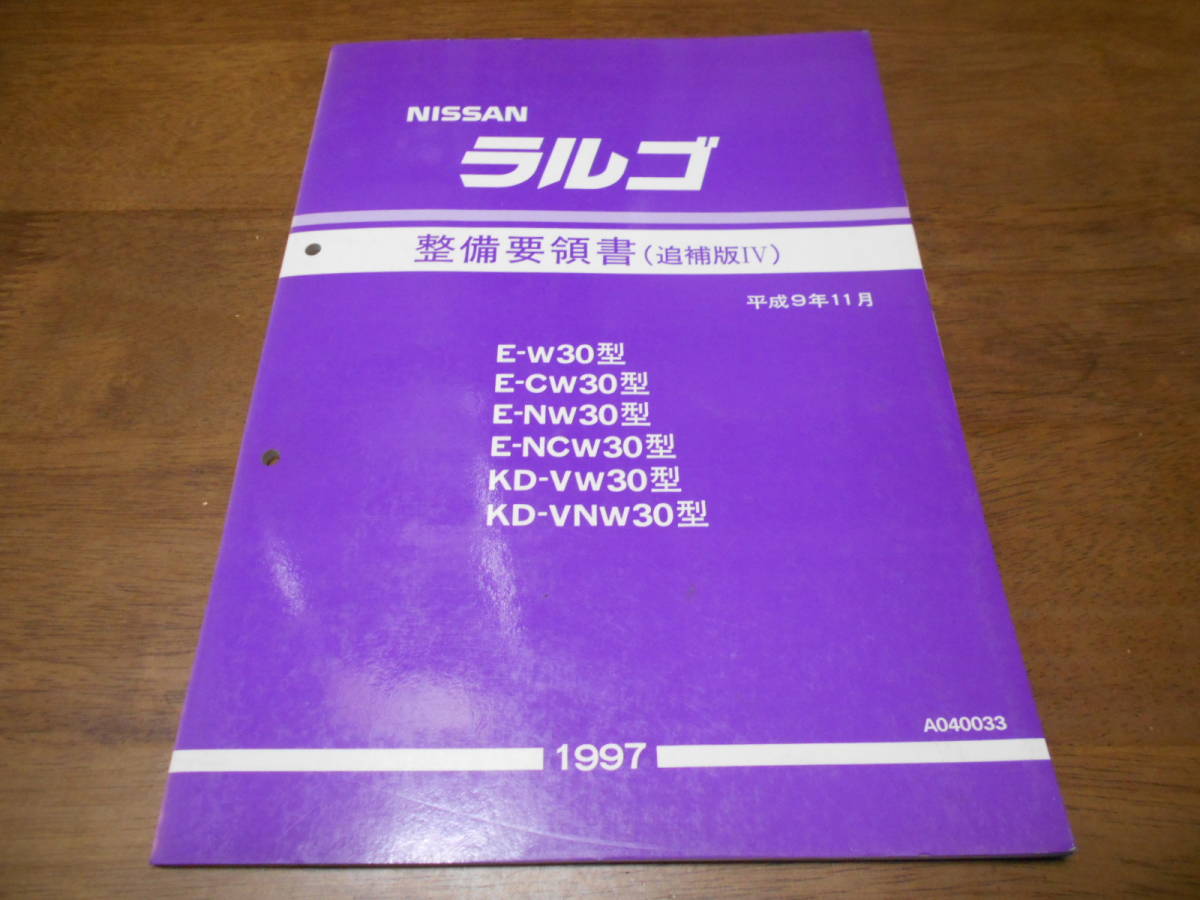 NISSAN
ラルゴ
整備要領書(追補版IV)
平成9年11月
E-W30型
E-CW30型
E-NW30型
E-NCW30型
KD-VW30型
KD-VNW30型
A040033
1997